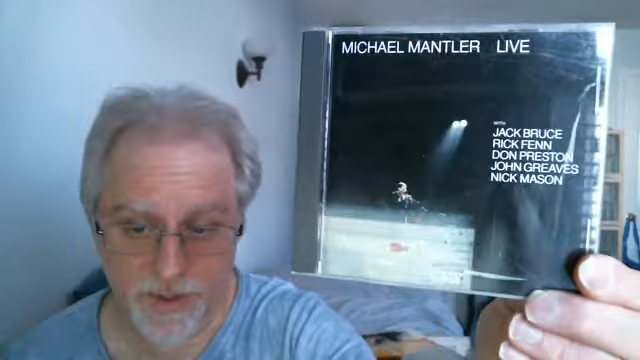 MICHAEL MANTLER LIVE
WITH
JACK BRUCE
RICK FENN
DON PRESTON
JOHN GREAVES
NICK MASON